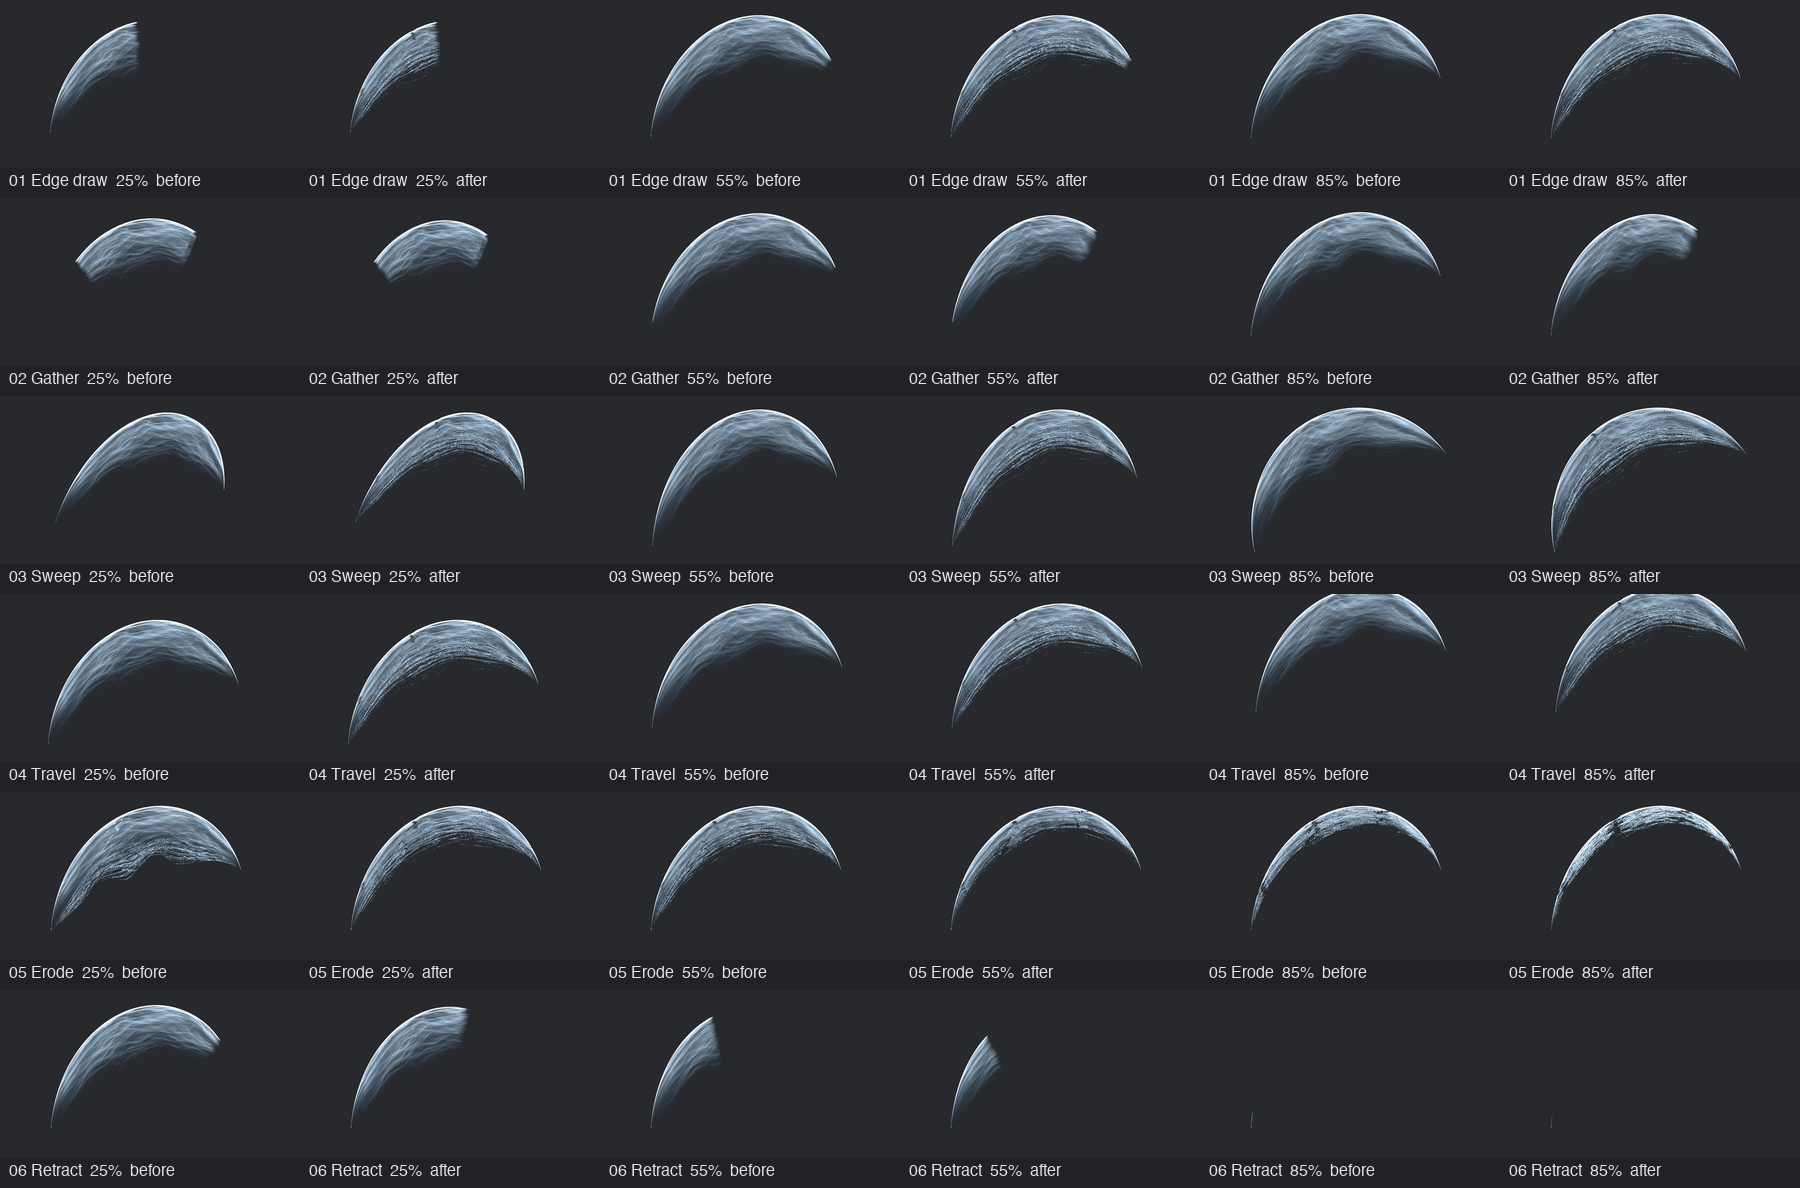 01 Edge draw 25% before
01 Edge draw 25% after
01 Edge draw 55% before
01 Edge draw 55% after
01 Edge draw 85% before
01 Edge draw 85% after
02 Gather 25% before
02 Gather 25% after
02 Gather 55% before
02 Gather 55% after
02 Gather 85% before
02 Gather 85% after
03 Sweep 25% before
03 Sweep 25% after
03 Sweep 55% before
03 Sweep 55% after
03 Sweep 85% before
03 Sweep 85% after
04 Travel 25% before
04 Travel 25% after
04 Travel 55% before
04 Travel 55% after
04 Travel 85% before
04 Travel 85% after
05 Erode 25% before
05 Erode 25% after
05 Erode 55% before
05 Erode 55% after
05 Erode 85% before
05 Erode 85% after
06 Retract 25% before
06 Retract 25% after
06 Retract 55% before
06 Retract 55% after
06 Retract 85% before
06 Retract 85% after